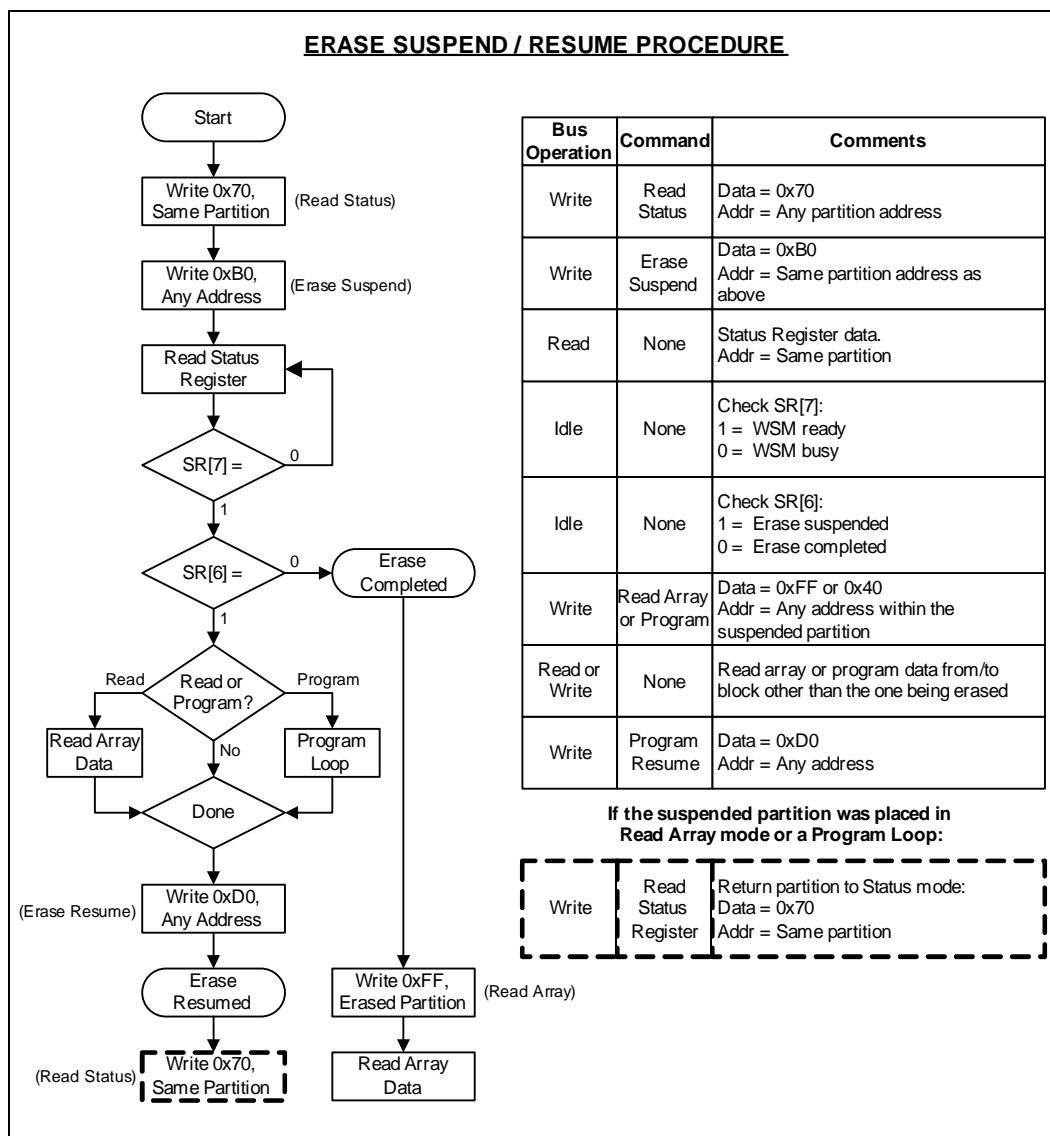 ERASE SUSPEND / RESUME PROCEDURE
Start
Write 0x70,
Same Partition
(Read Status)
Write 0xB0,
Any Address
(Erase Suspend)
Read Status
Register
SR[7] =
0
1
SR[6] =
0
Erase
Completed
1
Read
Read or
Program?
Program
Read Array
Data
No
Program
Loop
Done
(Erase Resume)
Write 0xD0,
Any Address
Erase
Resumed
Write 0xFF,
Erased Partition
(Read Array)
(Read Status)
Write 0x70,
Same Partition
Read Array
Data
Bus
Operation
Command
Comments
Write
Read
Status
Data = 0x70
Addr = Any partition address
Write
Erase
Suspend
Data = 0xB0
Addr = Same partition address as
above
Read
None
Status Register data.
Addr = Same partition
Idle
None
Check SR[7]:
1 = WSM ready
0 = WSM busy
Idle
None
Check SR[6]:
1 = Erase suspended
0 = Erase completed
Write
Read Array
or Program
Data = 0xFF or 0x40
Addr = Any address within the
suspended partition
Read or
Write
None
Read array or program data from/to
block other than the one being erased
Write
Program
Resume
Data = 0xD0
Addr = Any address
If the suspended partition was placed in
Read Array mode or a Program Loop:
Write
Read
Status
Register
Return partition to Status mode:
Data = 0x70
Addr = Same partition